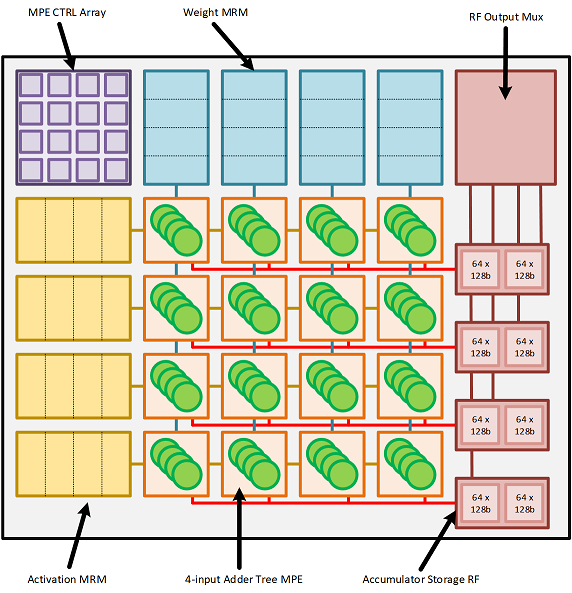 MPE CTRL Array
Weight MRM
RF Output Mux
64 x 128b
64 x 128b
64 x 128b
64 x 128b
64 x 128b
64 x 128b
64 x 128b
64 x 128b
Activation MRM
4-input Adder Tree MPE
Accumulator Storage RF